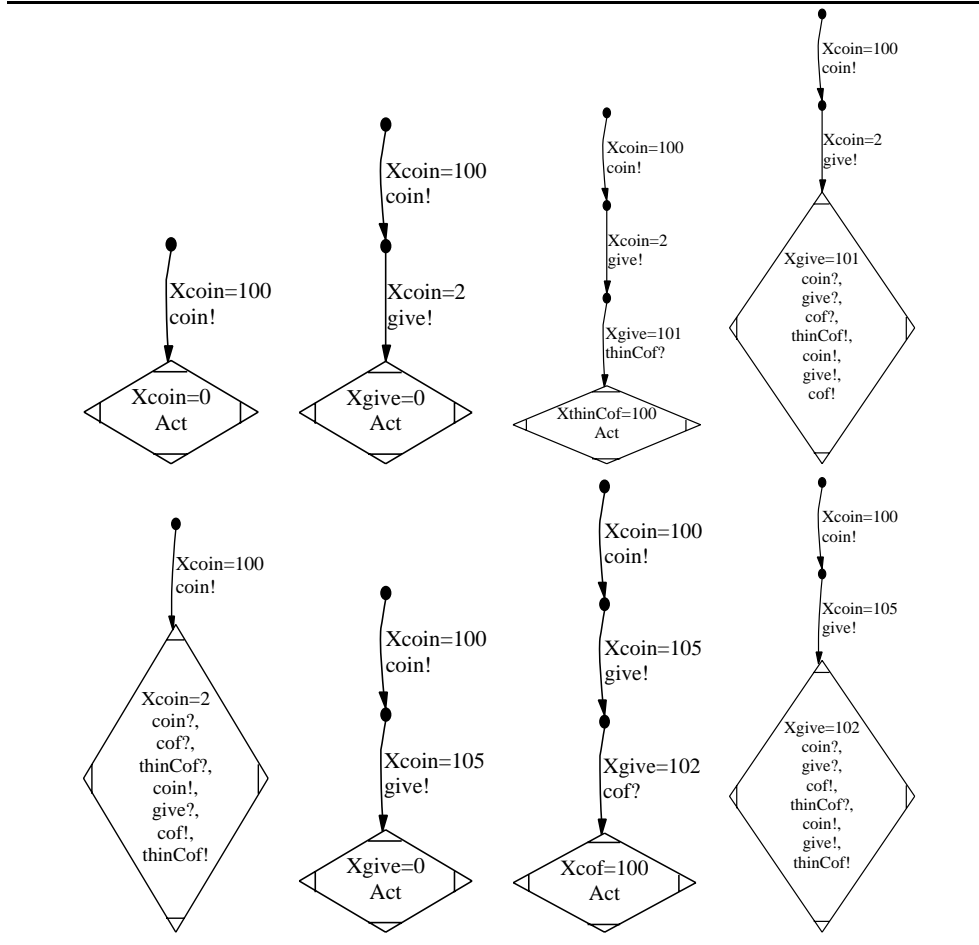 Xcoin=100
coin!
Xcoin=0
Act
Xcoin=100
coin!
Xcoin=2
give!
Xgive=0
Act
Xcoin=100
coin!
Xcoin=2
give!
Xgive=101
thinCof?
XthinCof=100
Act
Xcoin=100
coin!
Xcoin=2
give!
Xgive=101
coin?,
give?,
cof?,
thinCof!,
coin!,
give!,
cof!
Xcoin=100
coin!
Xcoin=2
coin?,
cof?,
thinCof?,
coin!,
give?,
cof!,
thinCof!
Xcoin=100
coin!
Xcoin=105
give!
Xgive=0
Act
Xcoin=100
coin!
Xcoin=105
give!
Xgive=102
cof?
Xcof=100
Act
Xcoin=100
coin!
Xcoin=105
give!
Xgive=102
coin?,
give?,
cof!,
thinCof?,
coin!,
give!,
thinCof!